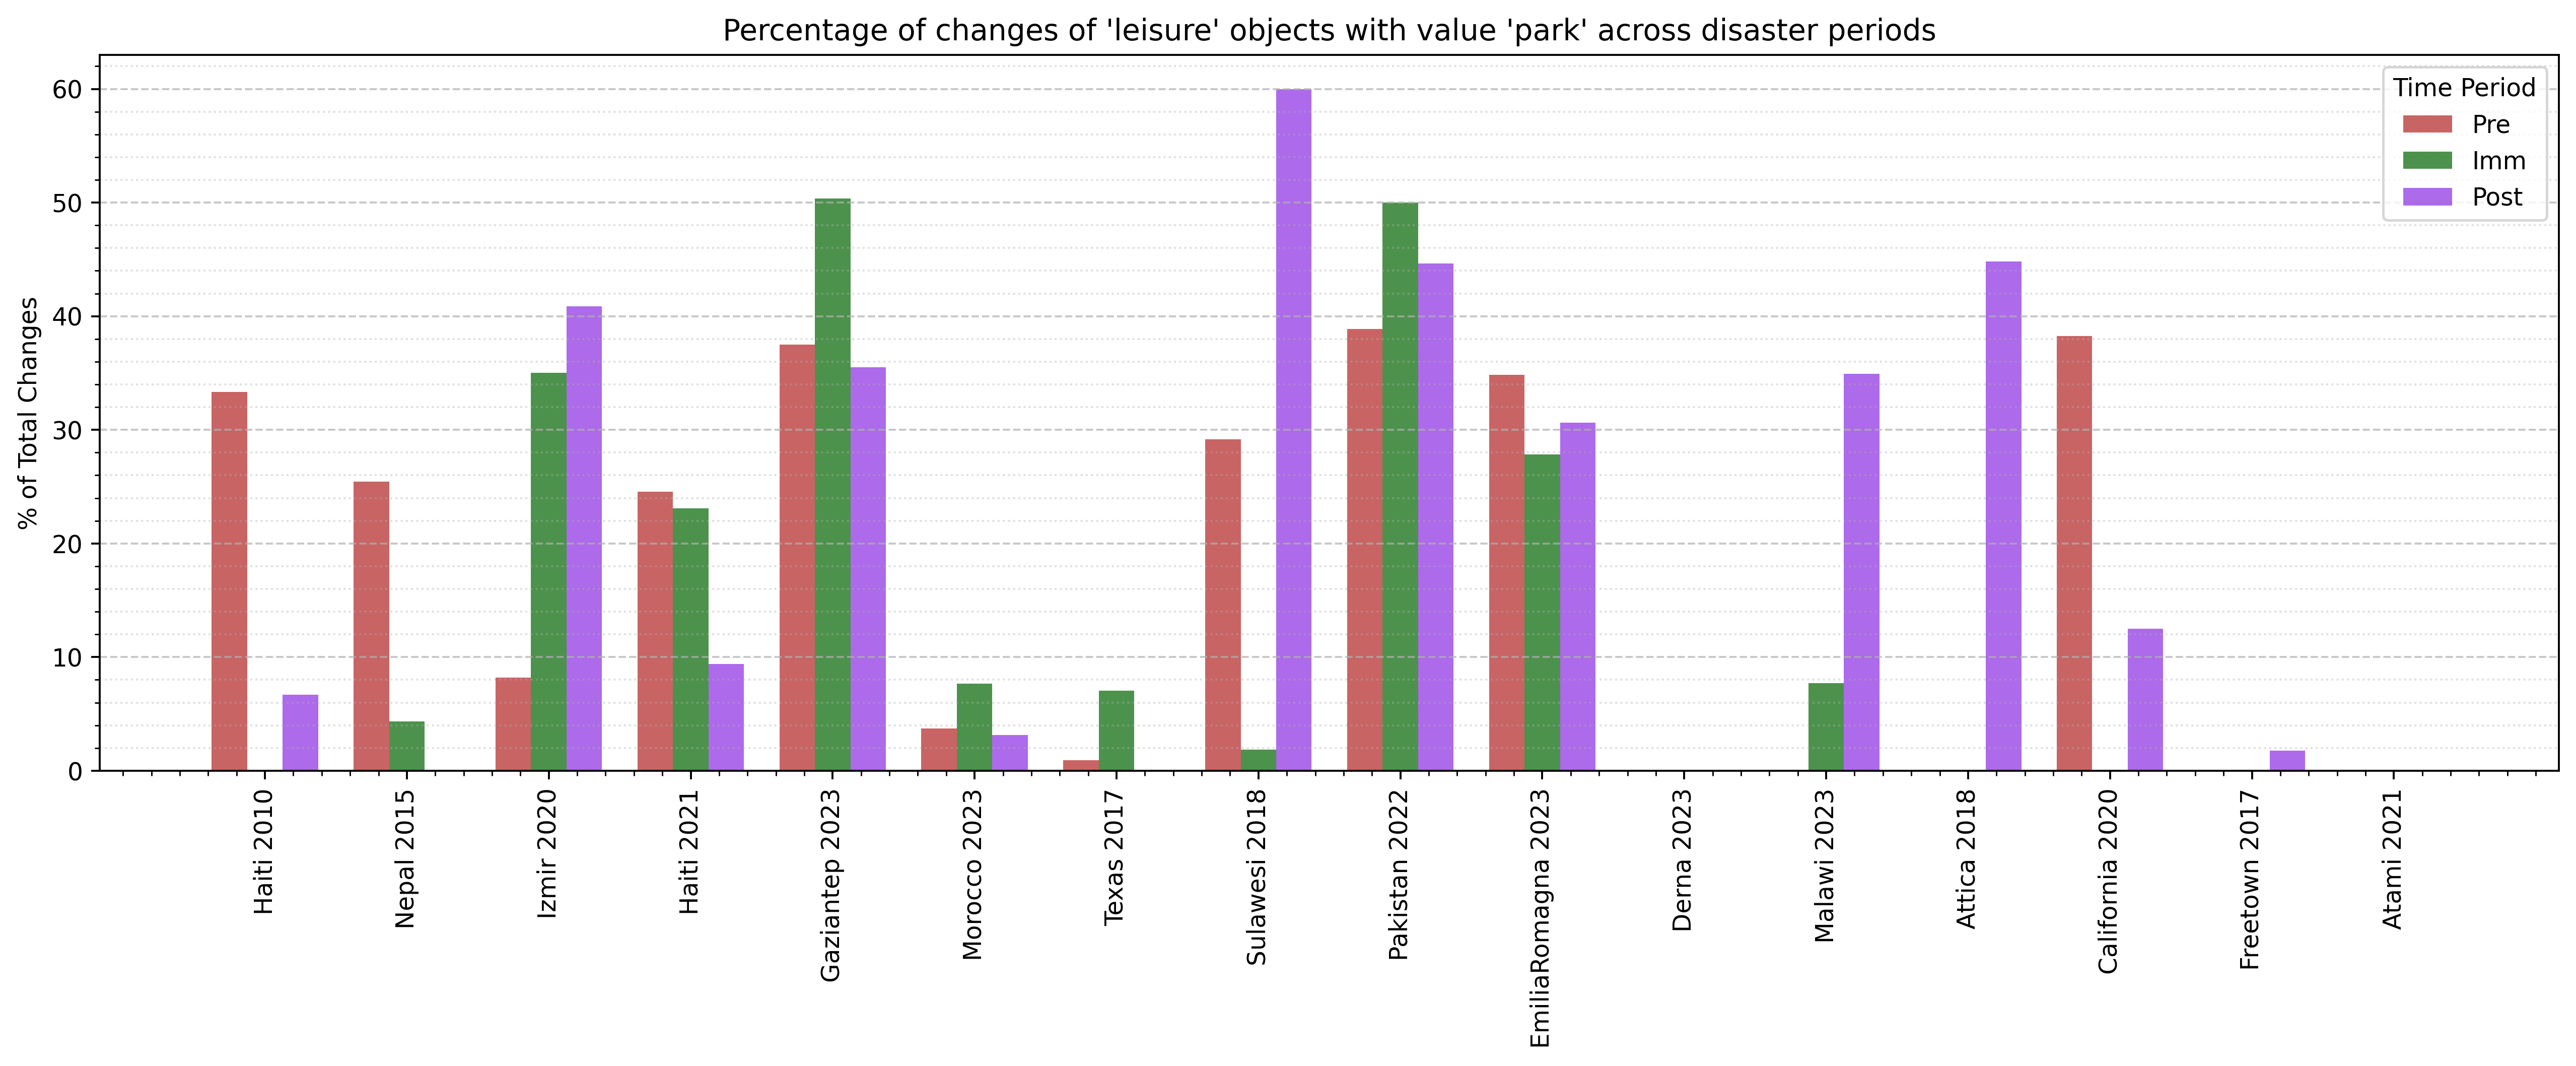 Percentage of changes of 'leisure' objects with value 'park' across disaster periods
% of Total Changes
60
50
40
30
20
10
0
Time Period
Pre
Imm
Post
Haiti 2010
Nepal 2015
Izmir 2020
Haiti 2021
Gaziantep 2023
Morocco 2023
Texas 2017
Sulawesi 2018
Pakistan 2022
EmiliaRomagna 2023
Derna 2023
Malawi 2023
Attica 2018
California 2020
Freetown 2017
Atami 2021